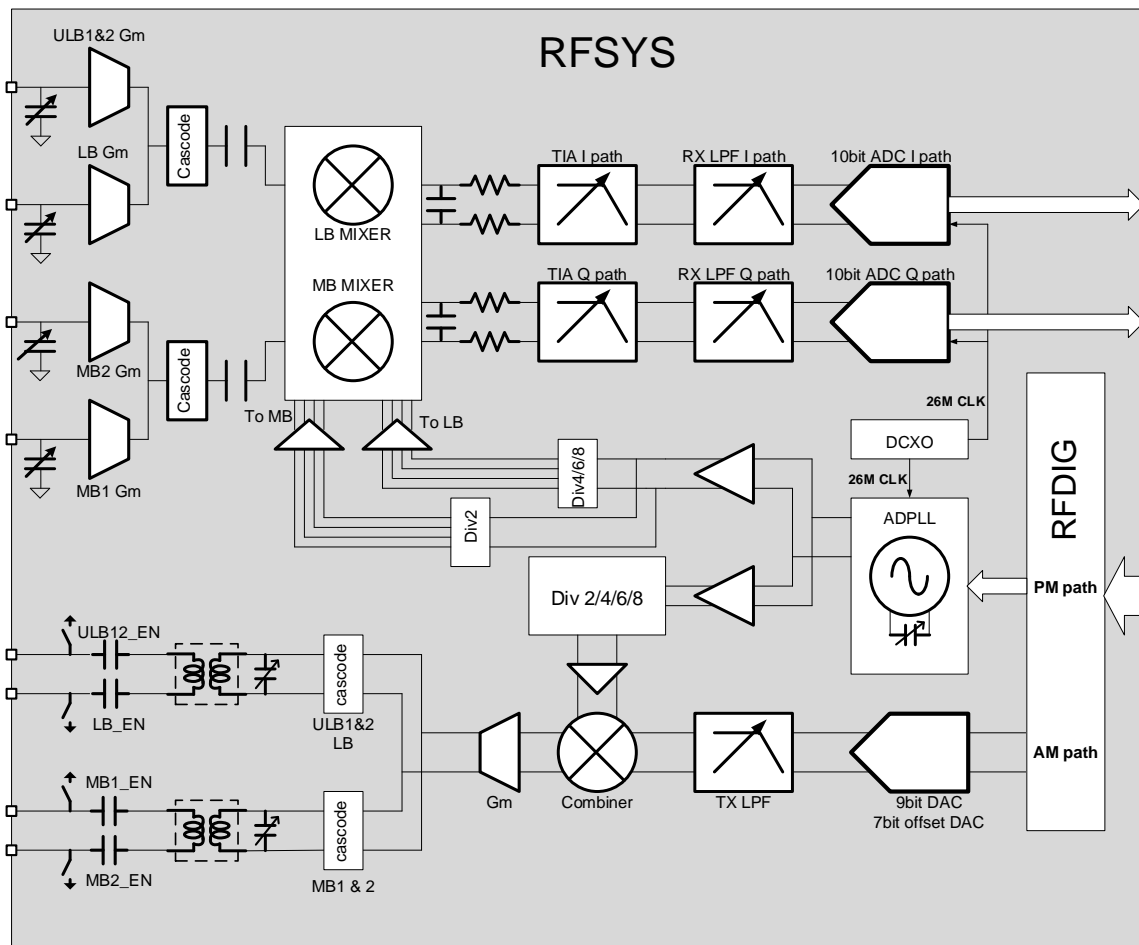 ULB1&2 Gm
RFSYS
Cascode
LB Gm
TIA I path
RX LPF I path
10bit ADC I path
LB MIXER
MB MIXER
TIA Q path
RX LPF Q path
10bit ADC Q path
MB2 Gm
Cascode
To MB
To LB
26M CLK
DCXO
MB1 Gm
Div4/6/8
26M CLK
Div2
ADPLL
RFDIG
Div 2/4/6/8
PM path
ULB12_EN
cascode
LB_EN
ULB1&2
LB
AM path
MB1_EN
Gm
Combiner
TX LPF
9bit DAC
7bit offset DAC
cascode
MB2_EN
MB1 & 2